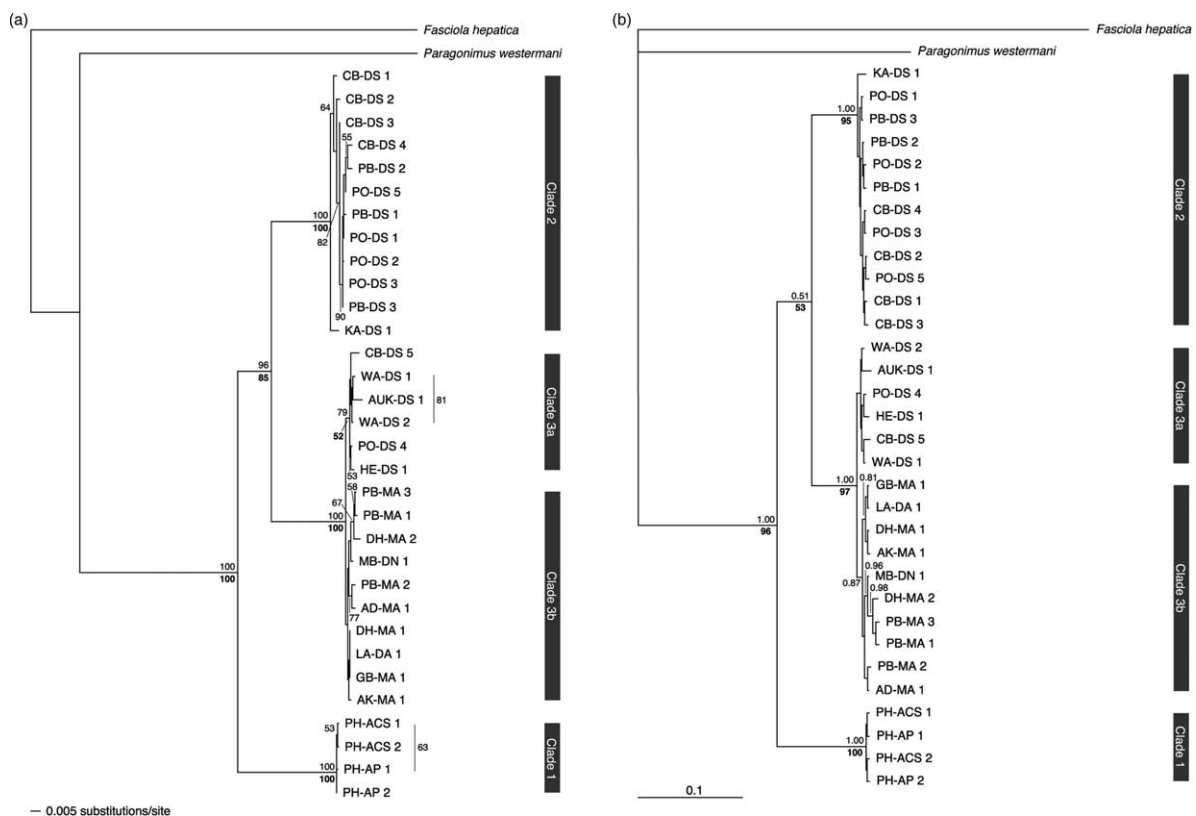 (a)
Fasciola hepatica
Paragonimus westermani
CB-DS 1
64
CB-DS 2
CB-DS 3
55
CB-DS 4
PB-DS 2
PO-DS 5
100
PB-DS 1
100
82
PO-DS 1
PO-DS 2
PO-DS 3
PB-DS 3
90
KA-DS 1
Clade 2
96
85
CB-DS 5
WA-DS 1
AUK-DS 1
81
79
WA-DS 2
52
PO-DS 4
HE-DS 1
53
Clade 3a
58
PB-MA 3
67
PB-MA 1
100
100
DH-MA 2
MB-DN 1
PB-MA 2
AD-MA 1
77
DH-MA 1
LA-DA 1
GB-MA 1
AK-MA 1
Clade 3b
100
100
53
PH-ACS 1
PH-ACS 2
63
100
PH-AP 1
100
PH-AP 2
Clade 1
0.005 substitutions/site
(b)
Fasciola hepatica
Paragonimus westermani
KA-DS 1
PO-DS 1
1.00
95
PB-DS 3
PB-DS 2
PO-DS 2
PB-DS 1
CB-DS 4
PO-DS 3
CB-DS 2
PO-DS 5
CB-DS 1
CB-DS 3
Clade 2
0.51
53
WA-DS 2
AUK-DS 1
PO-DS 4
HE-DS 1
CB-DS 5
WA-DS 1
Clade 3a
0.81
1.00
97
GB-MA 1
LA-DA 1
DH-MA 1
AK-MA 1
0.96
MB-DN 1
0.87
0.98
DH-MA 2
PB-MA 3
PB-MA 1
PB-MA 2
AD-MA 1
Clade 3b
1.00
96
PH-ACS 1
1.00
100
PH-AP 1
PH-ACS 2
PH-AP 2
Clade 1
0.1